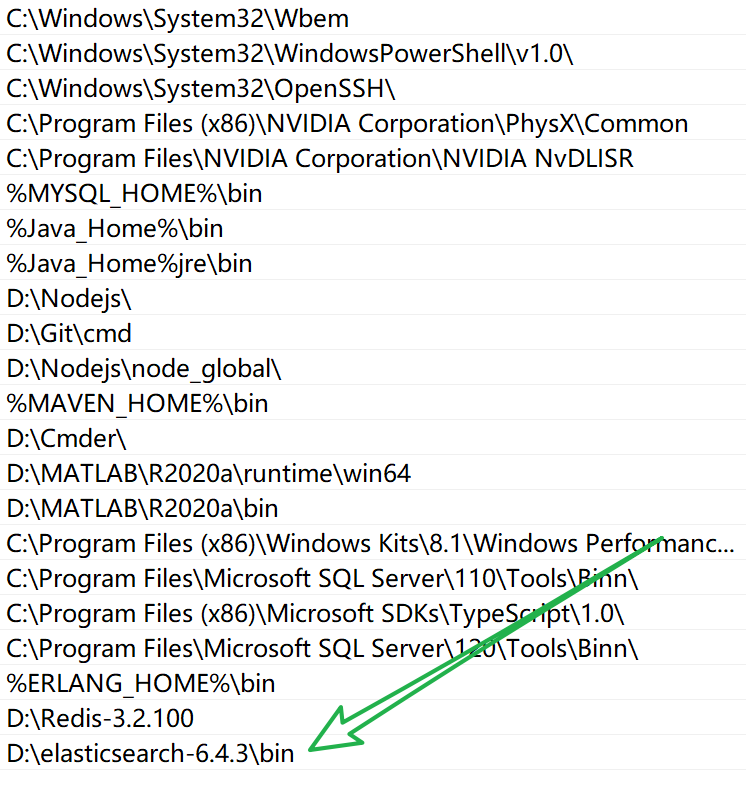 C:\Windows\System32\Wbem
C:\Windows\System32\WindowsPowerShell\v1.0\
C:\Windows\System32\OpenSSH\
C:\Program Files (x86)\NVIDIA Corporation\PhysX\Common
C:\Program Files\NVIDIA Corporation\NVIDIA NvDLISR
%MYSQL_HOME%\bin
%Java_Home%\bin
%Java_Home%jre\bin
D:\Nodejs\
D:\Git\cmd
D:\Nodejs\node_global\
%MAVEN_HOME%\bin
D:\Cmder\
D:\MATLAB\R2020a\runtime\win64
D:\MATLAB\R2020a\bin
C:\Program Files (x86)\Windows Kits\8.1\Windows Performanc...
C:\Program Files\Microsoft SQL Server\110\Tools\Binn\
C:\Program Files (x86)\Microsoft SDKs\TypeScript\1.0\
C:\Program Files\Microsoft SQL Server\120\Tools\Binn\
%ERLANG_HOME%\bin
D:\Redis-3.2.100
D:\elasticsearch-6.4.3\bin